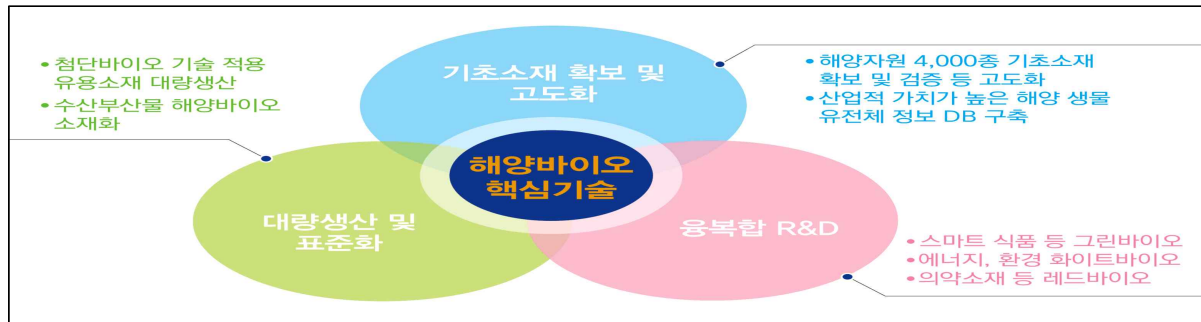 • 첨단바이오 기술 적용
유용소재 대량생산
• 수산부산물 해양바이오
소재화
기초소재 확보 및
고도화
• 해양자원 4,000종 기초소재
확보 및 검증 등 고도화
• 산업적 가치가 높은 해양 생물
유전체 정보 DB 구축
해양바이오
핵심기술
대량생산 및
표준화
융복합 R&D
• 스마트 식품 등 그린바이오
• 에너지, 환경 화이트바이오
• 의약소재 등 레드바이오